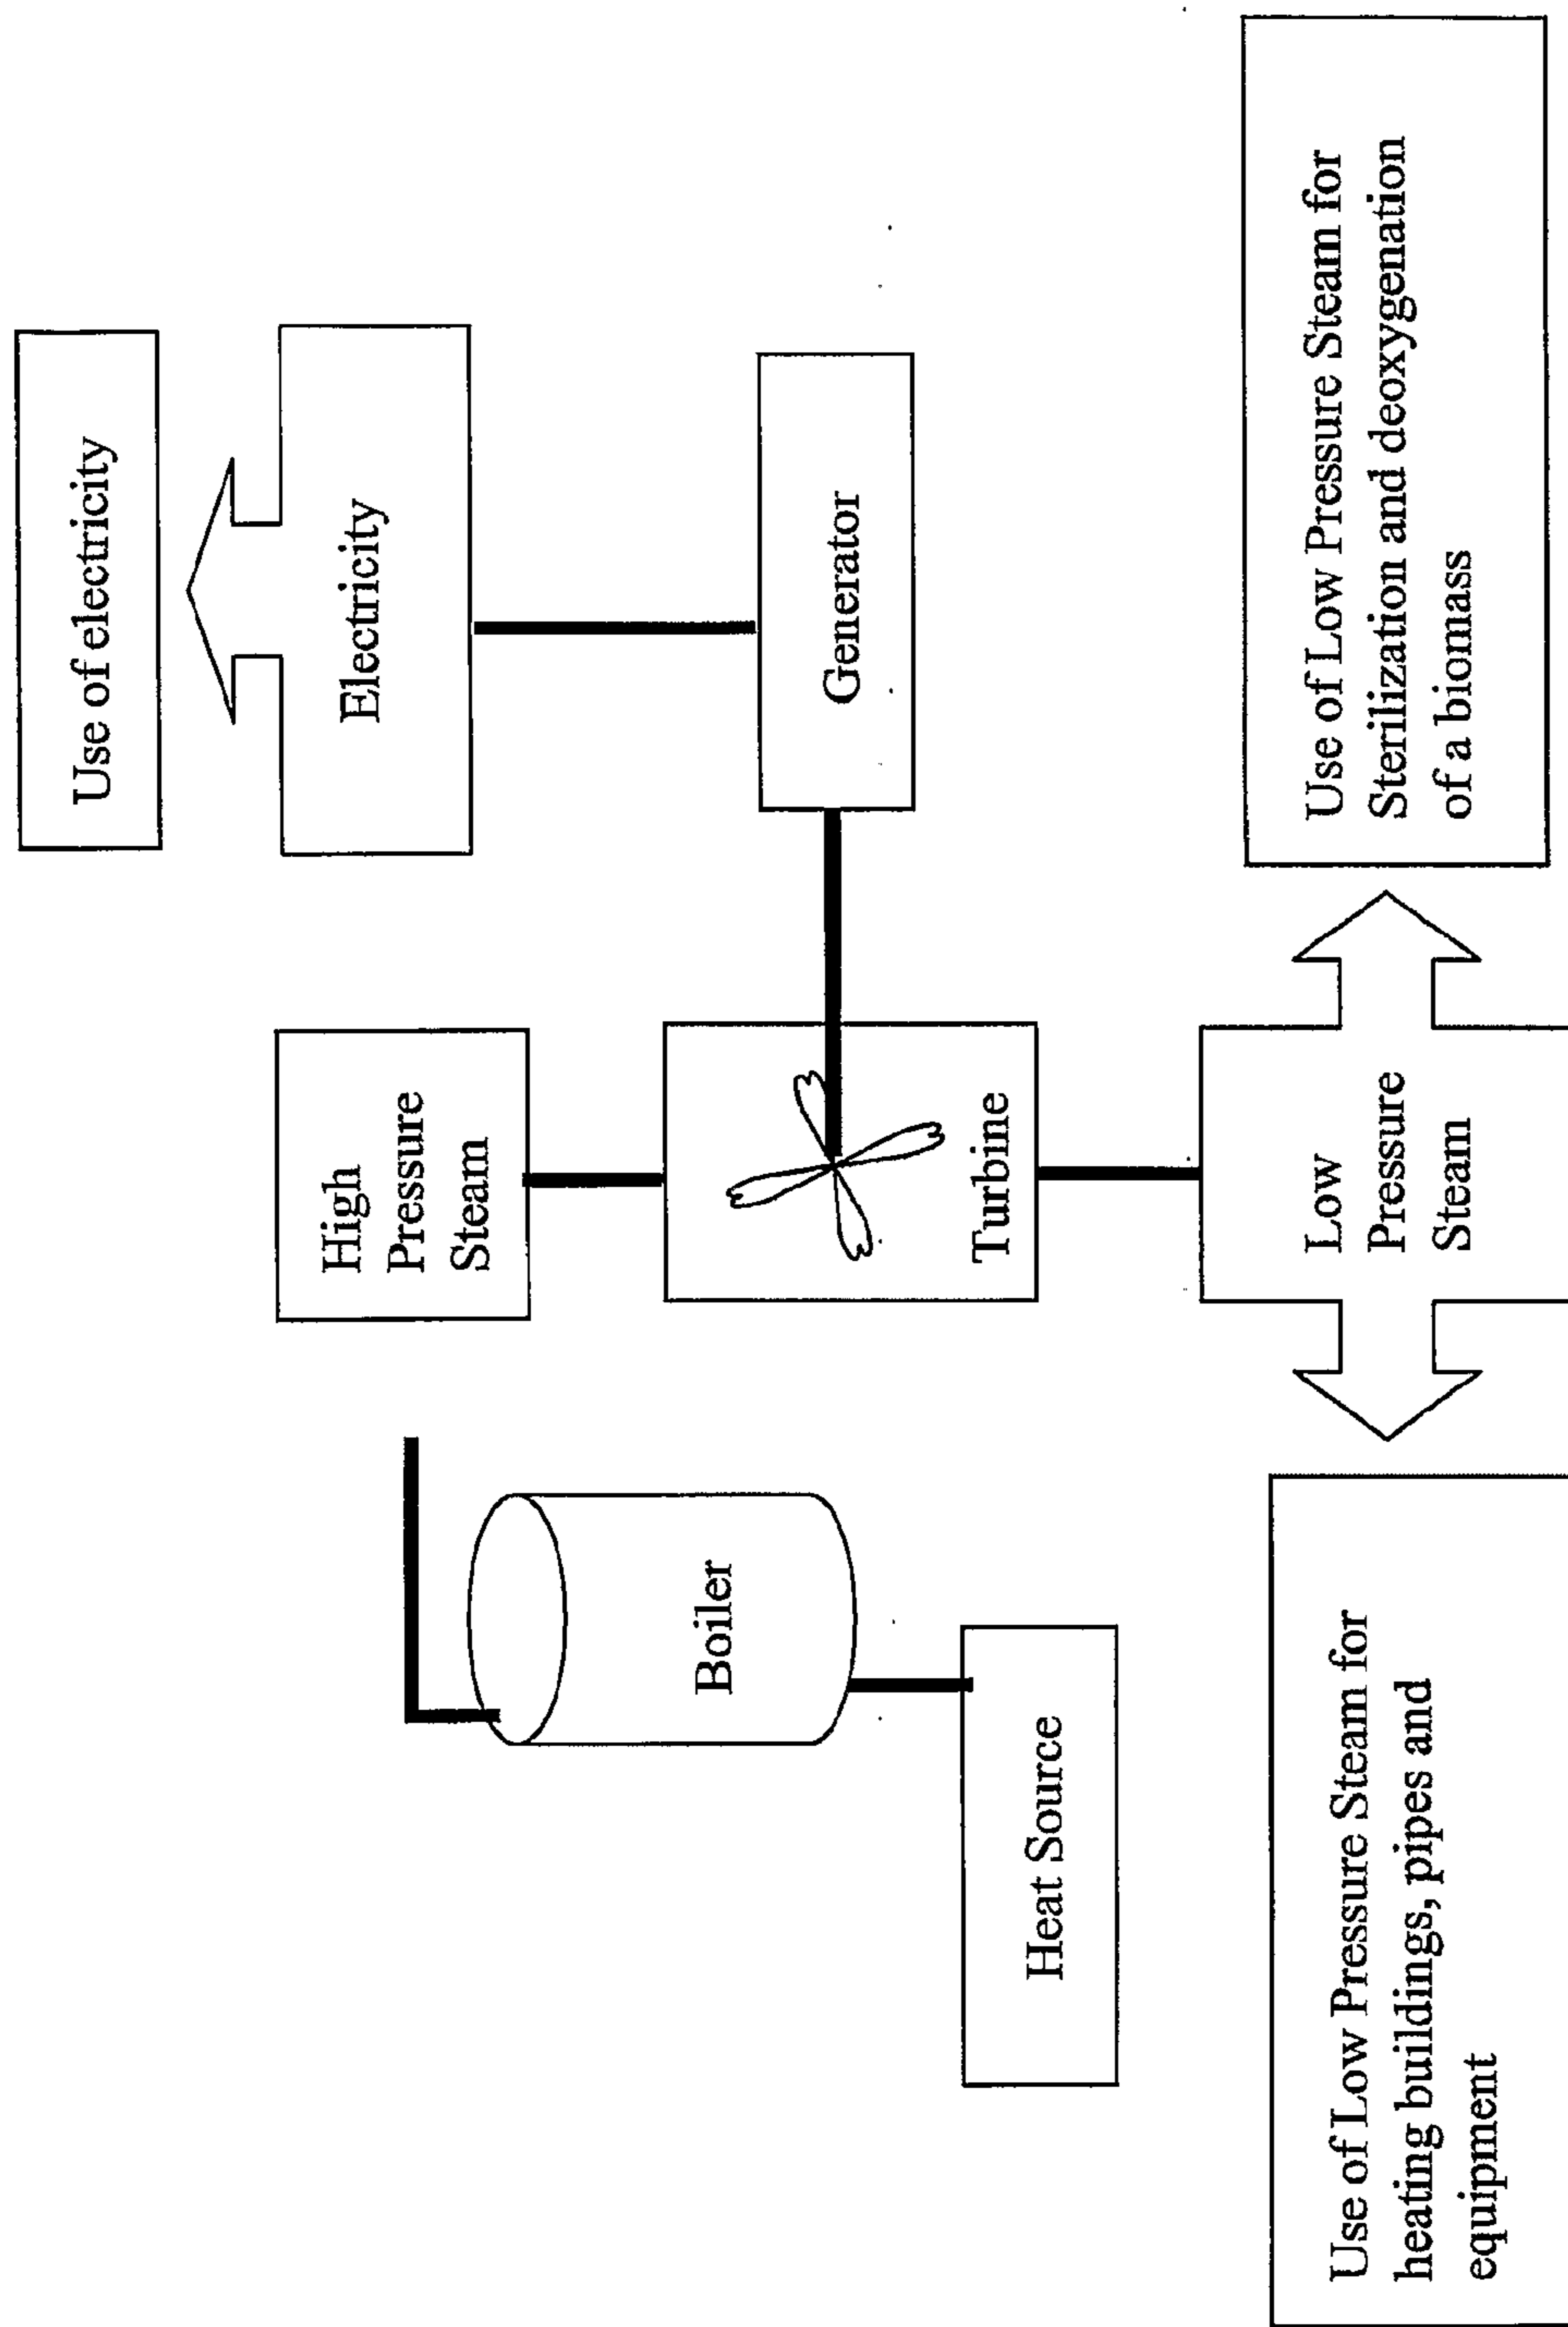 Use of electricity
Electricity
High
Pressure
Steam
Boiler
Generator
Turbine
Heat Source
Low
Pressure
Steam
Use of Low Pressure Steam for
heating buildings, pipes and
equipment
Use of Low Pressure Steam for
Sterilization and deoxygenation
of a biomass